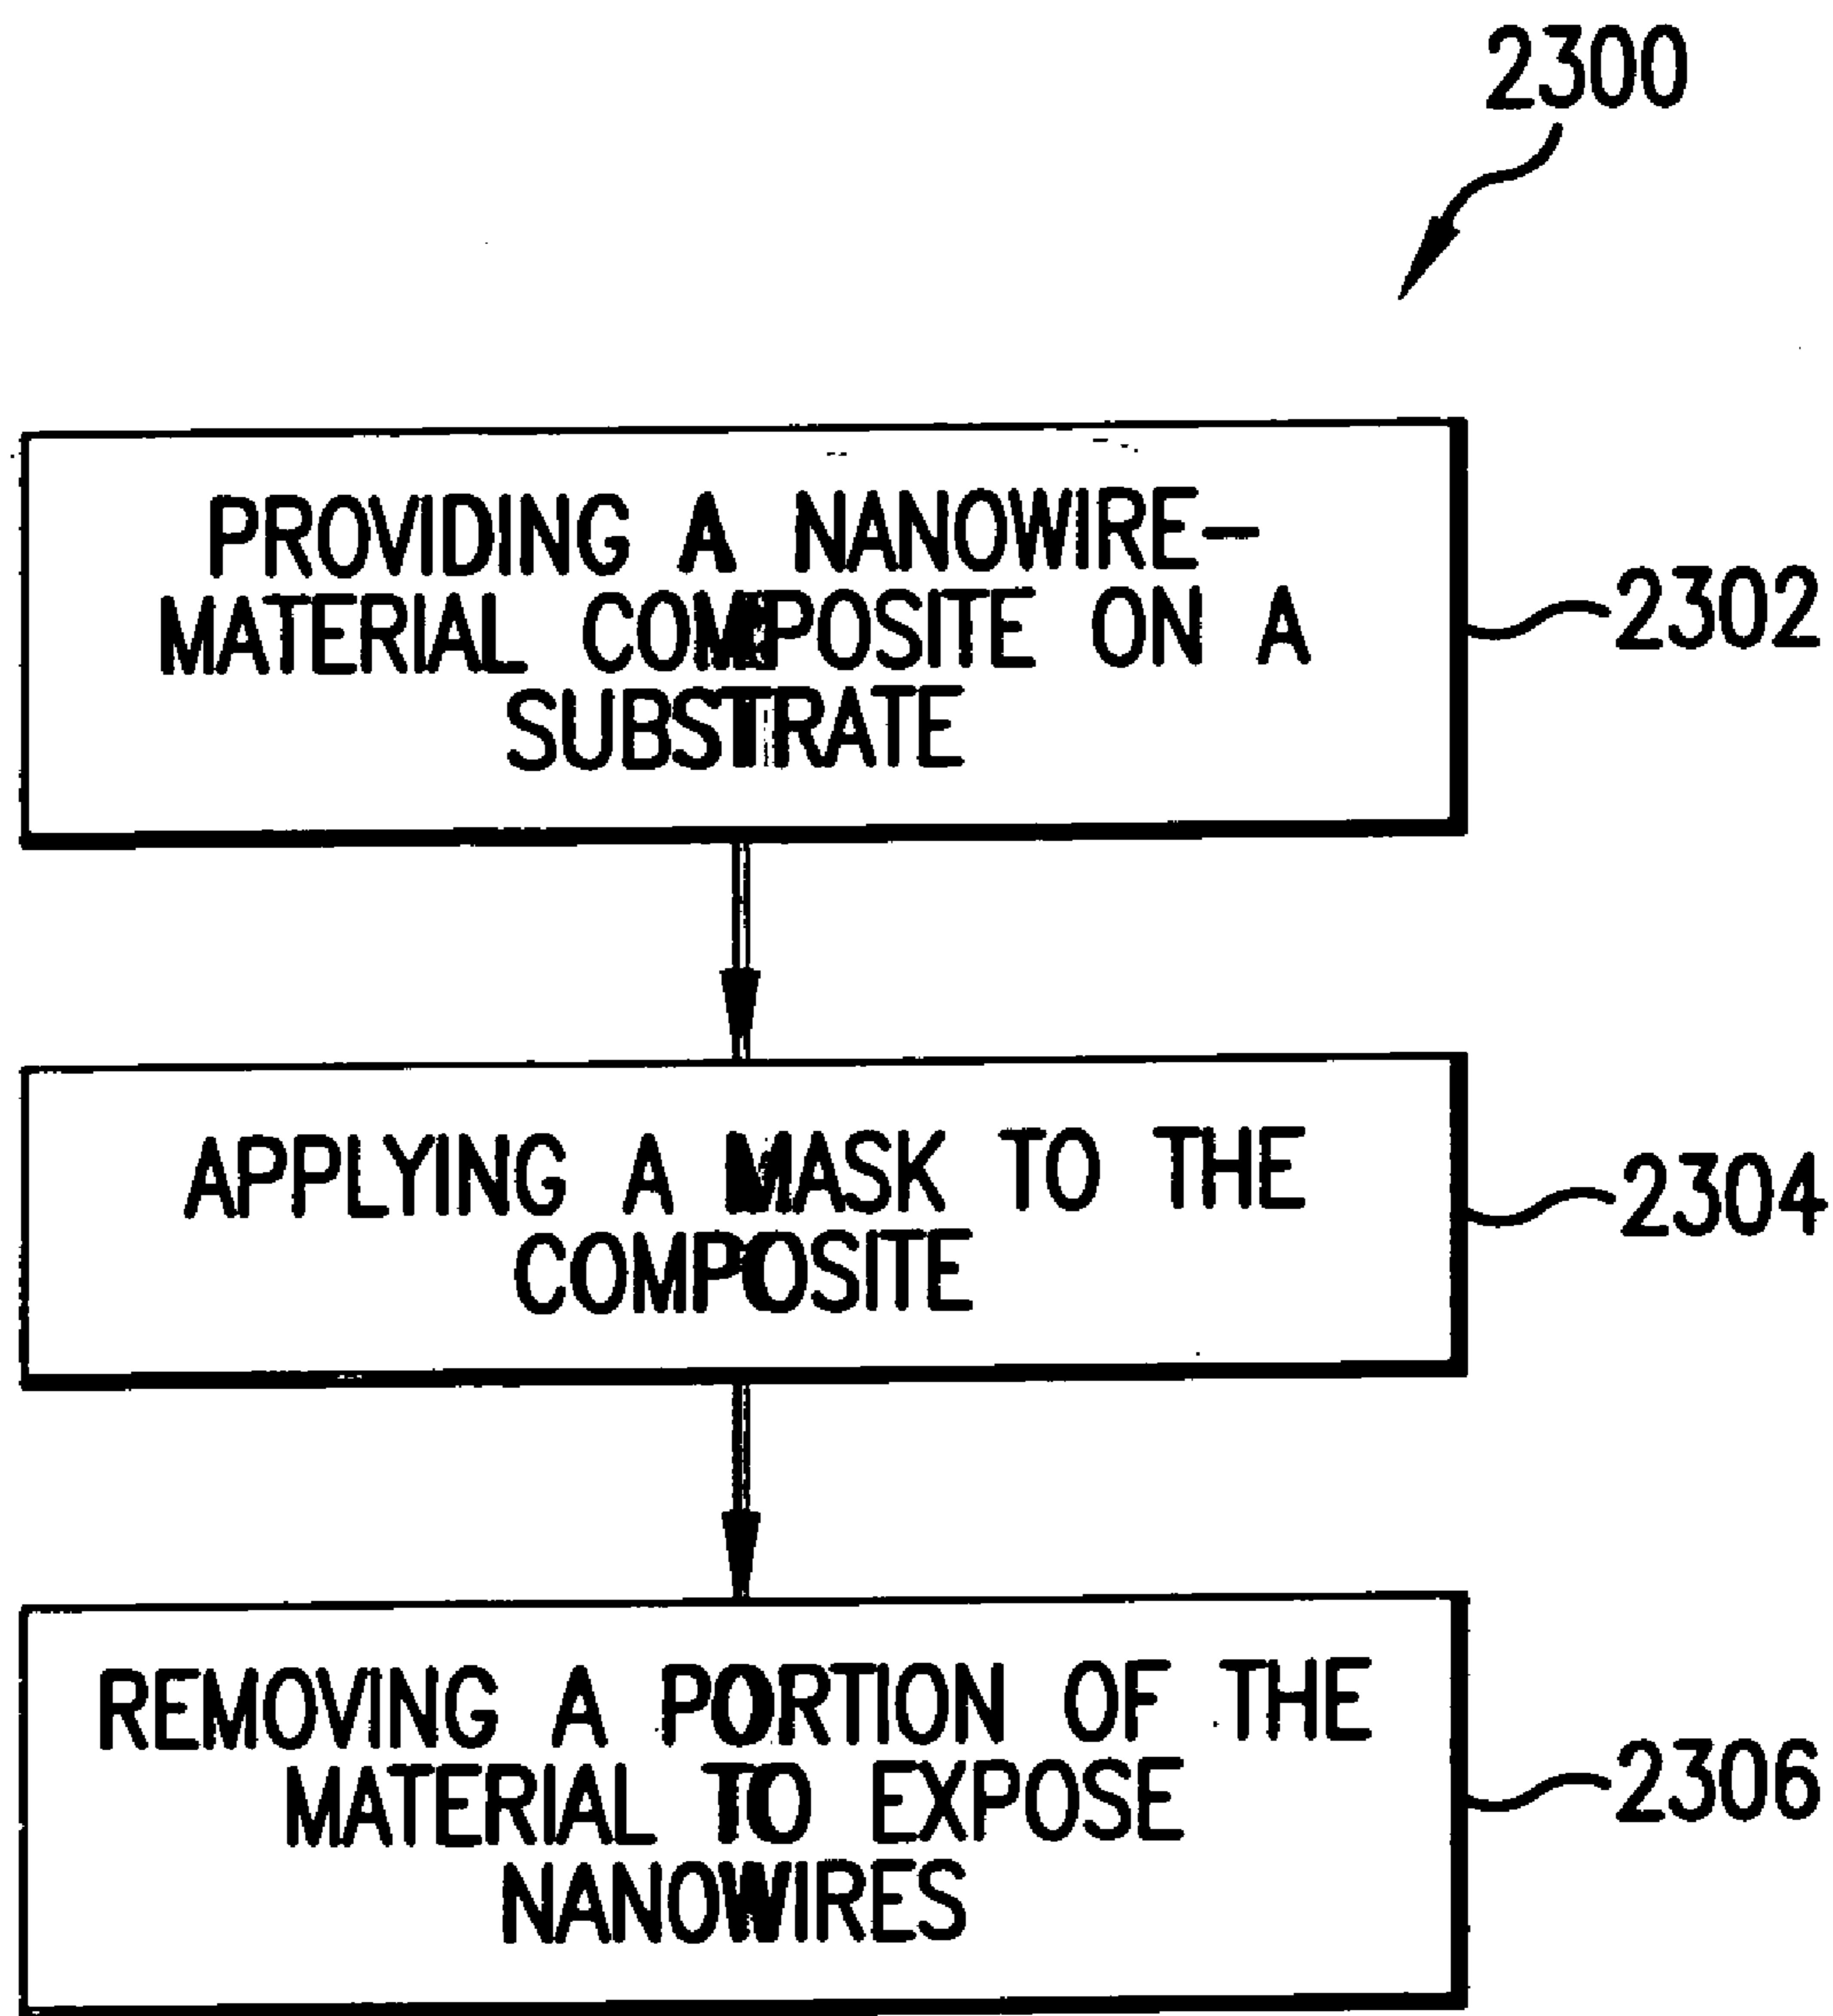 2300
PROVIDING A NANOWIRE-
MATERIAL COMPOSITE ON A
SUBSTRATE
2302
APPLYING A MASK TO THE
COMPOSITE
2304
REMOVING A PORTION OF THE
MATERIAL TO EXPOSE
NANOWIRES
2306